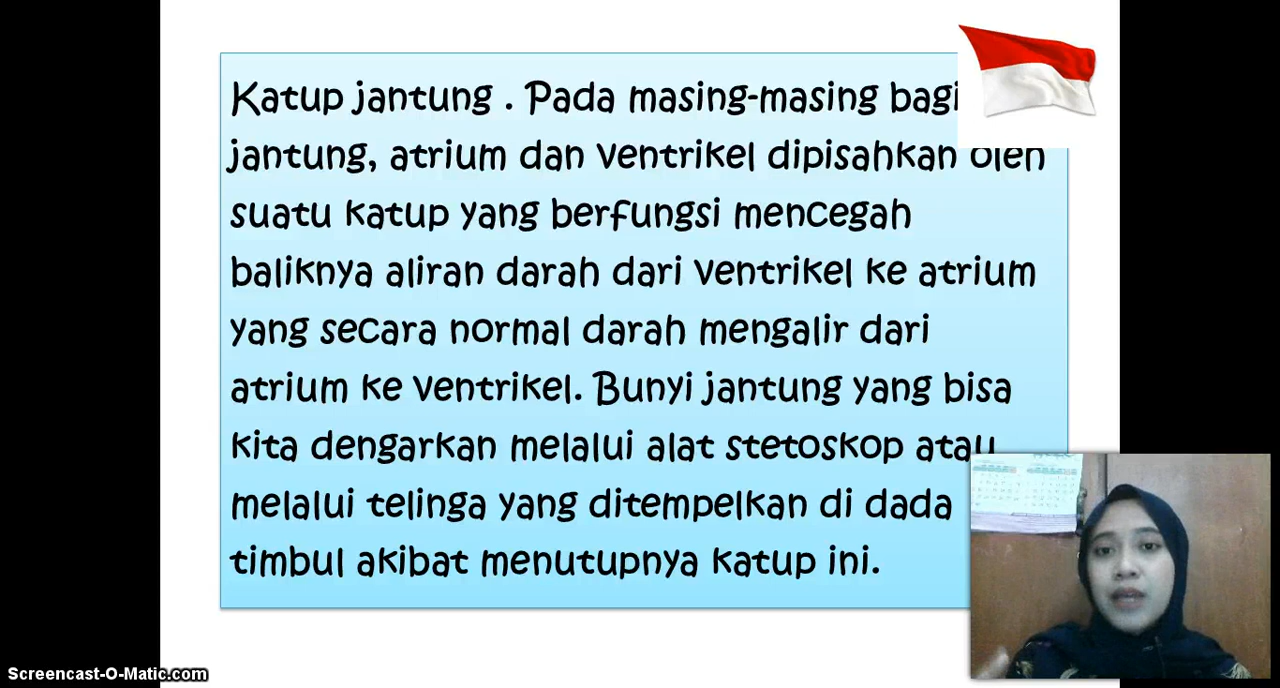 Katup jantung . Pada masing-masing
jantung, atrium dan ventrikel dipisahkan oleh
suatu katup yang berfungsi mencegah
baliknya aliran darah dari ventrikel ke atrium
yang secara normal darah mengalir dari
atrium ke ventrikel. Bunyi jantung yang bisa
kita dengarkan melalui alat stetoskop atau
melalui telinga yang ditempelkan di dada
timbul akibat menutupnya katup ini.
Screencast-O-Matic.com